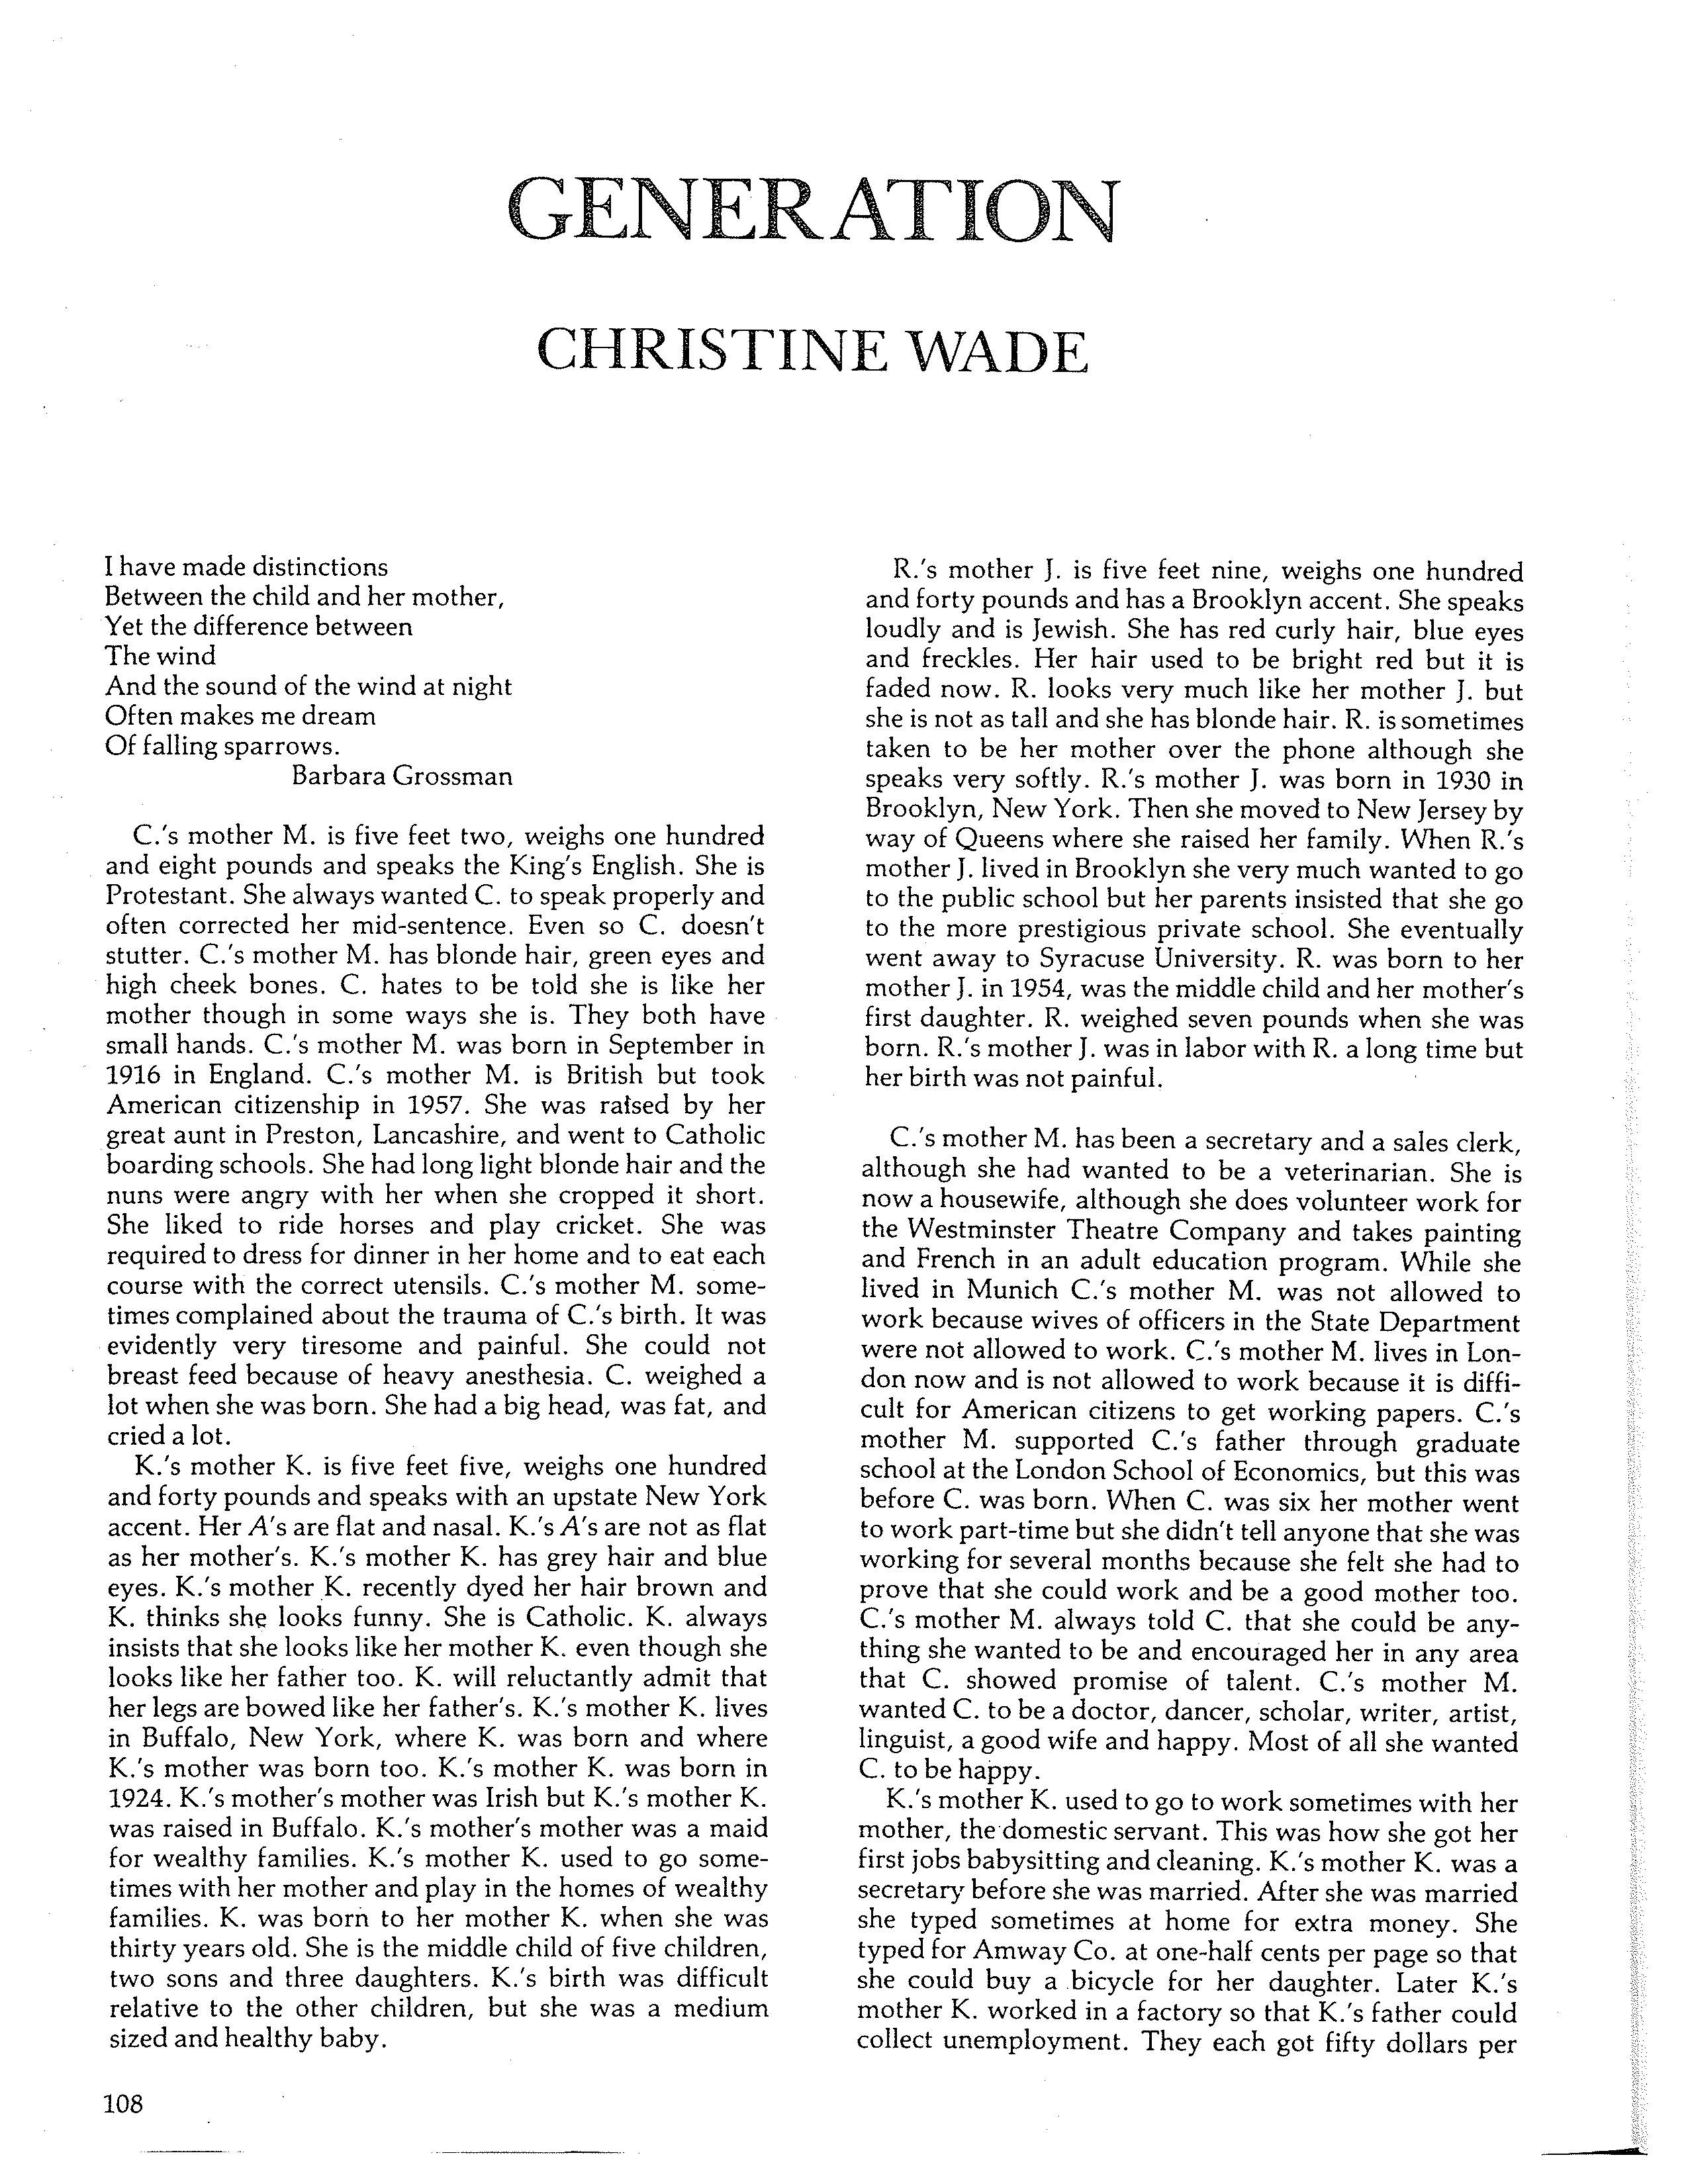 GENERATION
CHRISTINE WADE
I have made distinctions
Between the child and her mother,
Yet the difference between
The wind
And the sound of the wind at night
Often makes me dream
Of falling sparrows.
Barbara Grossman
C.'s mother M. is five feet two, weighs one hundred
and eight pounds and speaks the King's English. She is
Protestant. She always wanted C. to speak properly and
often corrected her mid-sentence. Even so C. doesn't
stutter. C.'s mother M. has blonde hair, green eyes and
high cheek bones. C. hates to be told she is like her
mother though in some ways she is. They both have
small hands. C.'s mother M. was born in September in
1916 in England. C.'s mother M. is British but took
American citizenship in 1957. She was raised by her
great aunt in Preston, Lancashire, and went to Catholic
boarding schools. She had long light blonde hair and the
nuns were angry with her when she cropped it short.
She liked to ride horses and play cricket. She was
required to dress for dinner in her home and to eat each
course with the correct utensils. C.'s mother M. some-
times complained about the trauma of C.'s birth. It was
evidently very tiresome and painful. She could not
breast feed because of heavy anesthesia. C. weighed a
lot when she was born. She had a big head, was fat, and
cried a lot.
K.'s mother K. is five feet five, weighs one hundred
and forty pounds and speaks with an upstate New York
accent. Her A's are flat and nasal. K.'s A's are not as flat
as her mother's. K.'s mother K. has grey hair and blue
eyes. K.'s mother K. recently dyed her hair brown and
K. thinks she looks funny. She is Catholic. K. always
insists that she looks like her mother K. even though she
looks like her father too. K. will reluctantly admit that
her legs are bowed like her father's. K.'s mother K. lives
in Buffalo, New York, where K. was born and where
K.'s mother was born too. K.'s mother K. was born in
1924. K.'s mother's mother was Irish but K.'s mother K.
was raised in Buffalo. K.'s mother's mother was a maid
for wealthy families. K.'s mother K. used to go some-
times with her mother and play in the homes of wealthy
families. K. was born to her mother K. when she was
thirty years old. She is the middle child of five children,
two sons and three daughters. K.'s birth was difficult
relative to the other children, but she was a medium
sized and healthy baby.
R.'s mother J. is five feet nine, weighs one hundred
and forty pounds and has a Brooklyn accent. She speaks
loudly and is Jewish. She has red curly hair, blue eyes
and freckles. Her hair used to be bright red but it is
faded now. R. looks very much like her mother J. but
she is not as tall and she has blonde hair. R. is sometimes
taken to be her mother over the phone although she
speaks very softly. R.'s mother J. was born in 1930 in
Brooklyn, New York. Then she moved to New Jersey by
way of Queens where she raised her family. When R.'s
mother J. lived in Brooklyn she very much wanted to go
to the public school but her parents insisted that she go
to the more prestigious private school. She eventually
went away to Syracuse University. R. was born to her
mother J. in 1954, was the middle child and her mother's
first daughter. R. weighed seven pounds when she was
born. R.'s mother J. was in labor with R. a long time but
her birth was not painful.
C.'s mother M. has been a secretary and a sales clerk,
although she had wanted to be a veterinarian. She is
now a housewife, although she does volunteer work for
the Westminster Theatre Company and takes painting
and French in an adult education program. While she
lived in Munich C.'s mother M. was not allowed to
work because wives of officers in the State Department
were not allowed to work. C.'s mother M. lives in Lon-
don now and is not allowed to work because it is diffi-
cult for American citizens to get working papers. C.'s
mother M. supported C.'s father through graduate
school at the London School of Economics, but this was
before C. was born. When C. was six her mother went
to work part-time but she didn't tell anyone that she was
working for several months because she felt she had to
prove that she could work and be a good mother too.
C.'s mother M. always told C. that she could be any-
thing she wanted to be and encouraged her in any area
that C. showed promise of talent. C.'s mother M.
wanted C. to be a doctor, dancer, scholar, writer, artist,
linguist, a good wife and happy. Most of all she wanted
C. to be happy.
K.'s mother K. used to go to work sometimes with her
mother, the domestic servant. This was how she got her
first jobs babysitting and cleaning. K.'s mother K. was a
secretary before she was married. After she was married
she typed sometimes at home for extra money. She
typed for Amway Co. at one-half cents per page so that
she could buy a bicycle for her daughter. Later K.'s
mother K. worked in a factory so that K.'s father could
collect unemployment. They each got fifty dollars per
108